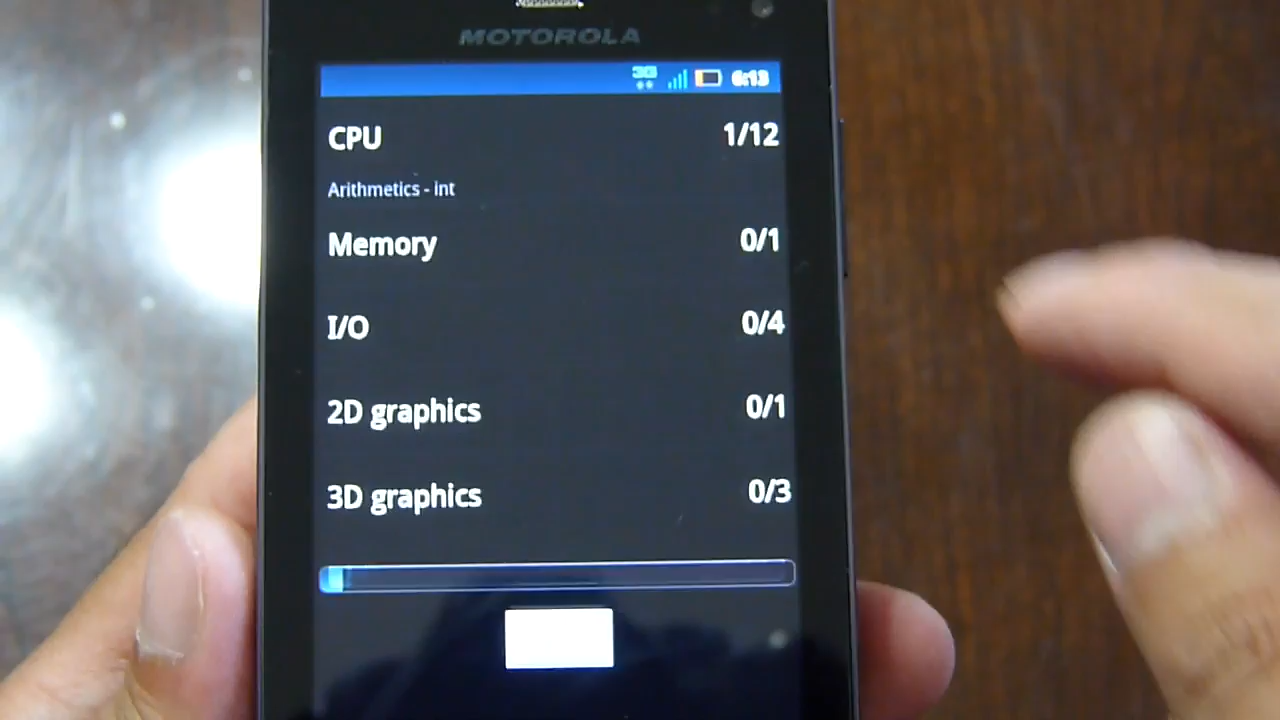 MOTOROLA
3G 6:13
CPU 1/12
Arithmetics - int
Memory 0/1
I/O 0/4
2D graphics 0/1
3D graphics 0/3